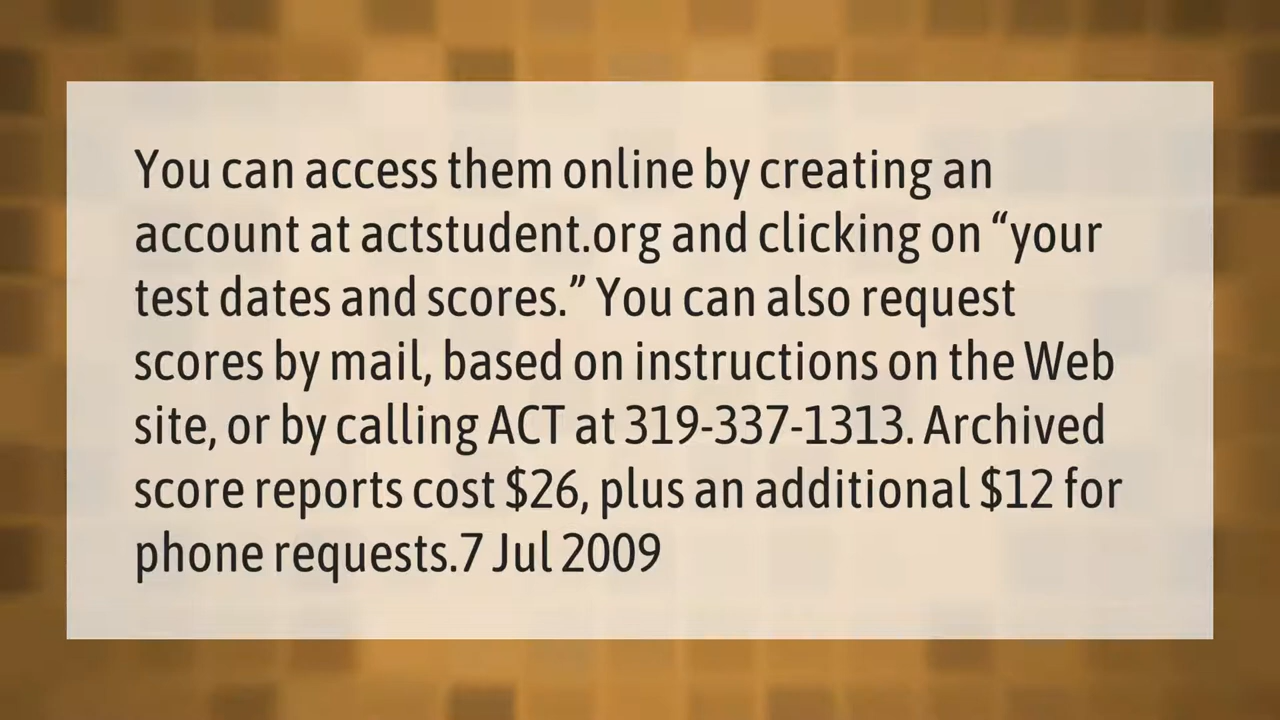 You can access them online by creating an
account at actstudent.org and clicking on “your
test dates and scores.” You can also request
scores by mail, based on instructions on the Web
site, or by calling ACT at 319-337-1313. Archived
score reports cost $26, plus an additional $12 for
phone requests.7 Jul 2009